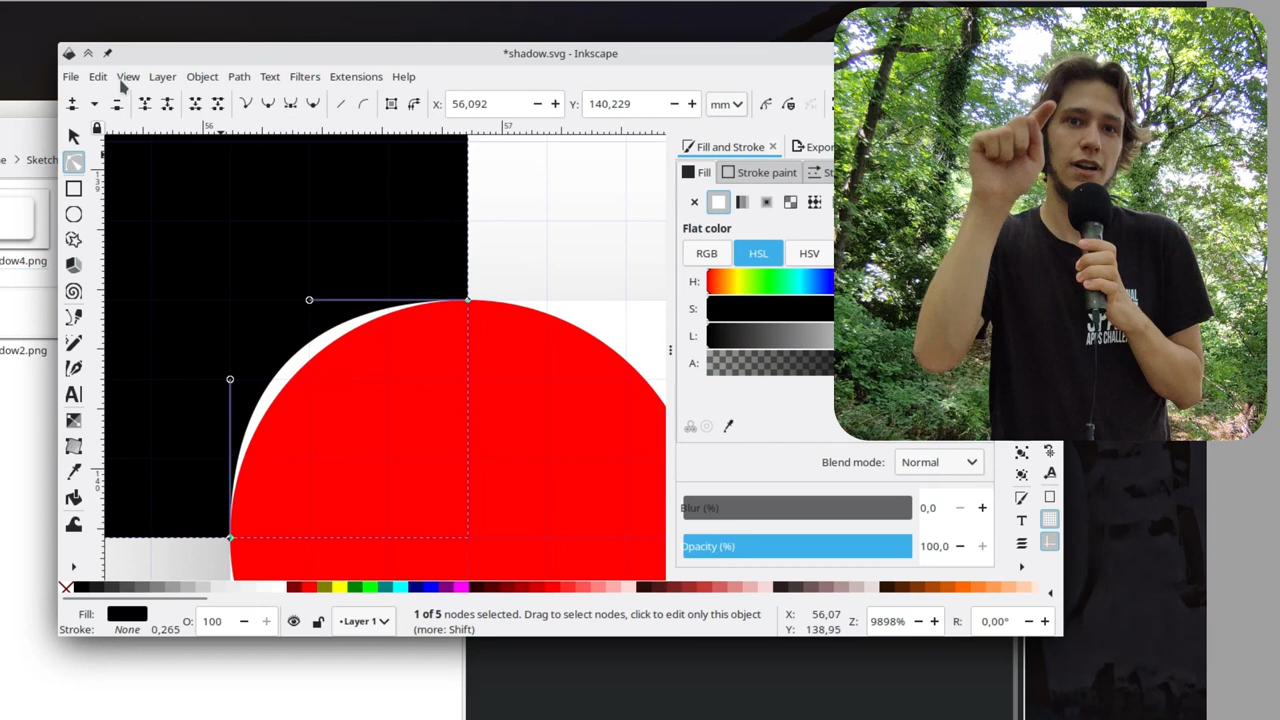 *shadow.svg - Inkscape
File Edit View Layer Object Path Text Filters Extensions Help
X: 56,092 Y: 140,229 mm
56 57
Fill and Stroke Expor
Fill Stroke paint St
Flat color
RGB HSL HSV
H:
S:
L:
A:
Blend mode: Normal
Blur (%) 0,0
Opacity (%) 100,0
Sketch
dow4.png
dow2.png
Fill:
Stroke: None 0,265
O: 100
Layer 1
1 of 5 nodes selected. Drag to select nodes, click to edit only this object
(more: Shift)
X: 56,07
Y: 138,95
Z: 9898%
R: 0,00°